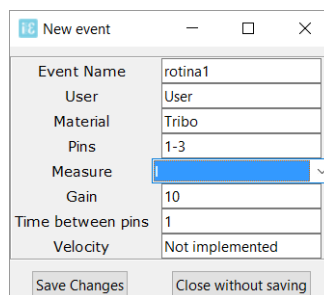 New event
Event Name rotina1
User User
Material Tribo
Pins 1-3
Measure I
Gain 10
Time between pins 1
Velocity Not implemented
Save Changes Close without saving